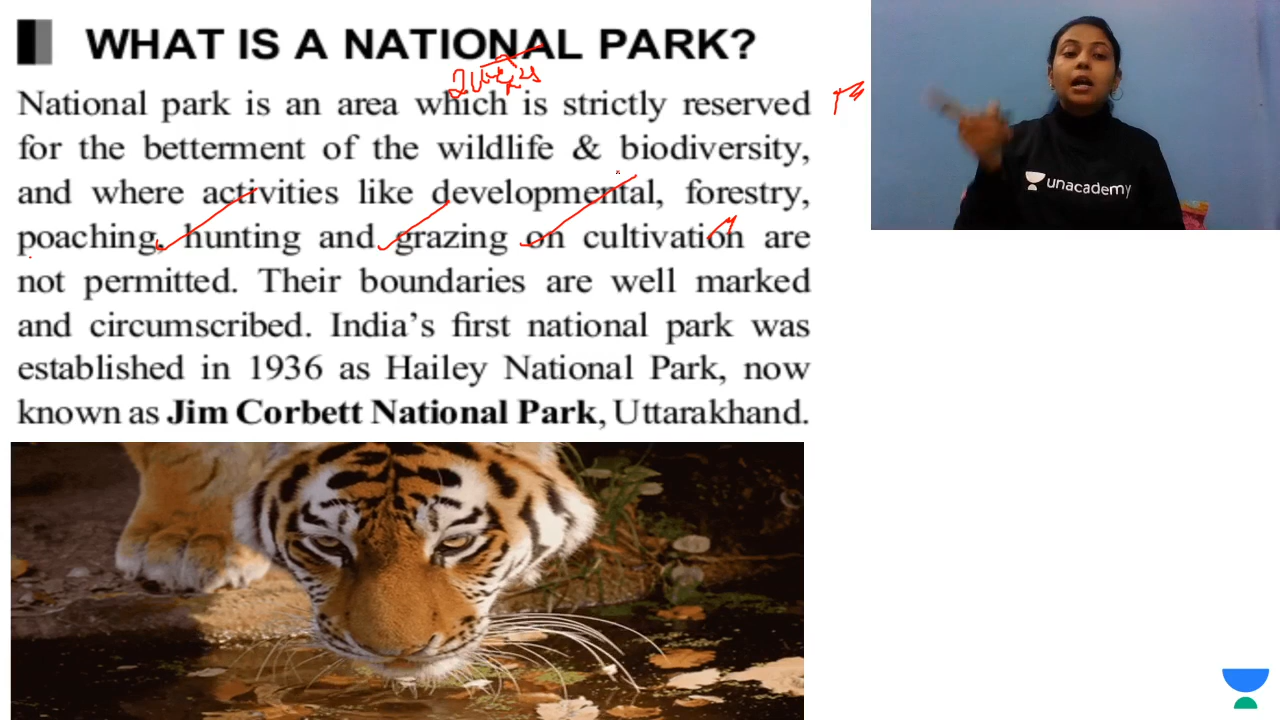 WHAT IS A NATIONAL PARK?
National park is an area which is strictly reserved
for the betterment of the wildlife & biodiversity,
and where activities like developmental, forestry,
poaching, hunting and grazing on cultivation are
not permitted. Their boundaries are well marked
and circumscribed. India's first national park was
established in 1936 as Hailey National Park, now
known as Jim Corbett National Park, Uttarakhand.
unacademy